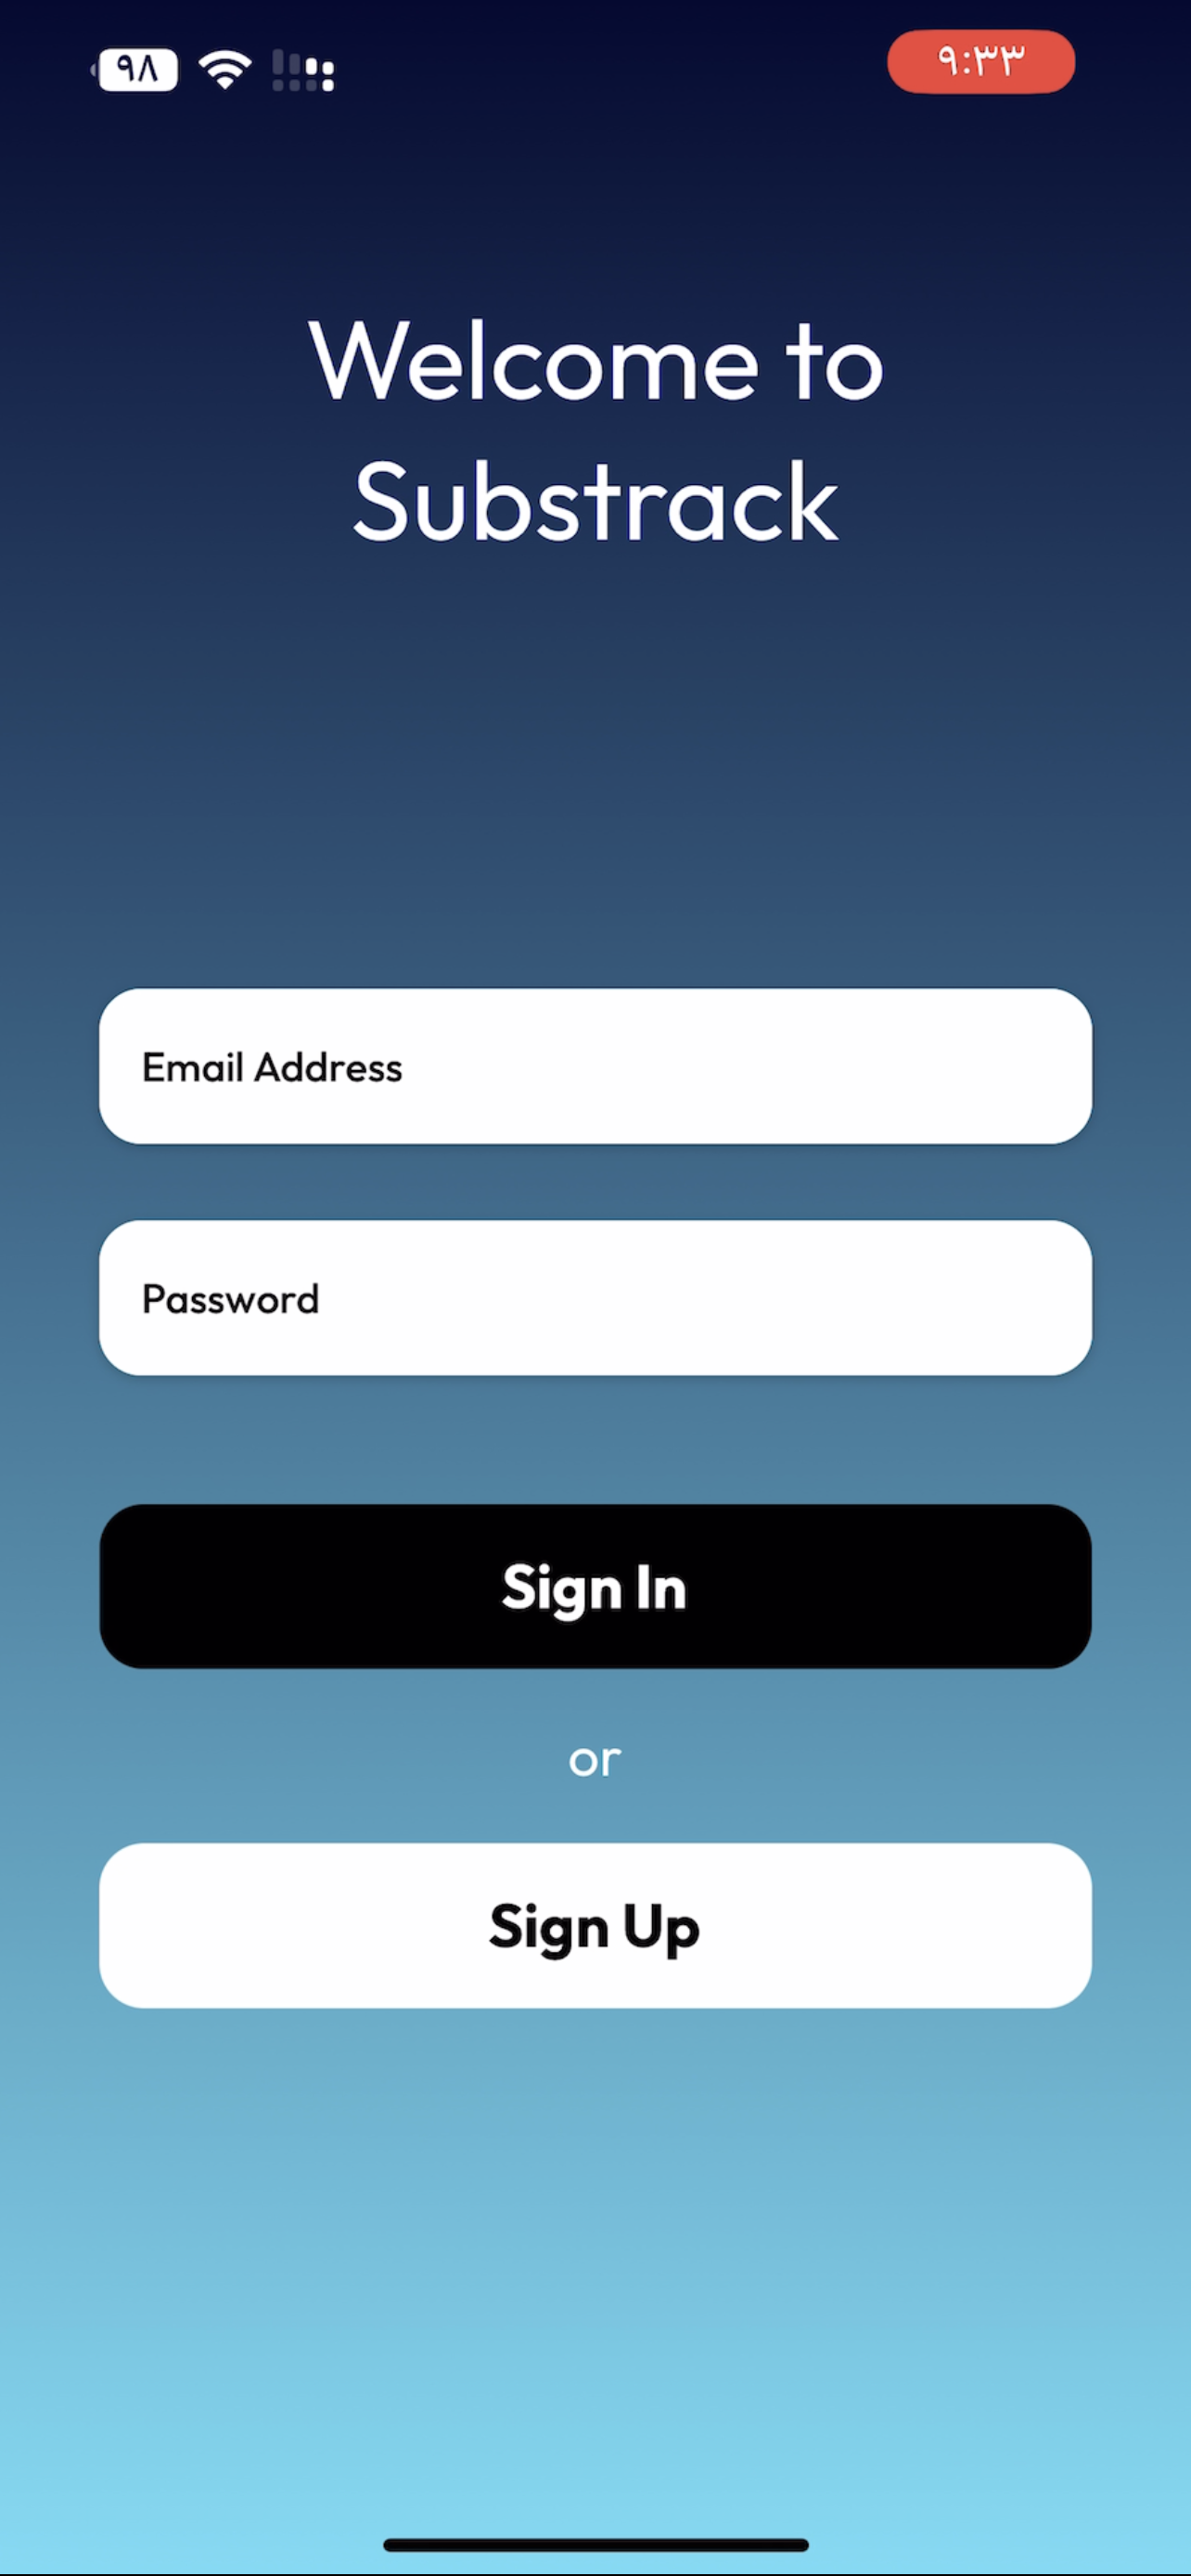 ٩:٣٣
٩٨
Welcome to
Substrack
Email Address
Password
Sign In
or
Sign Up